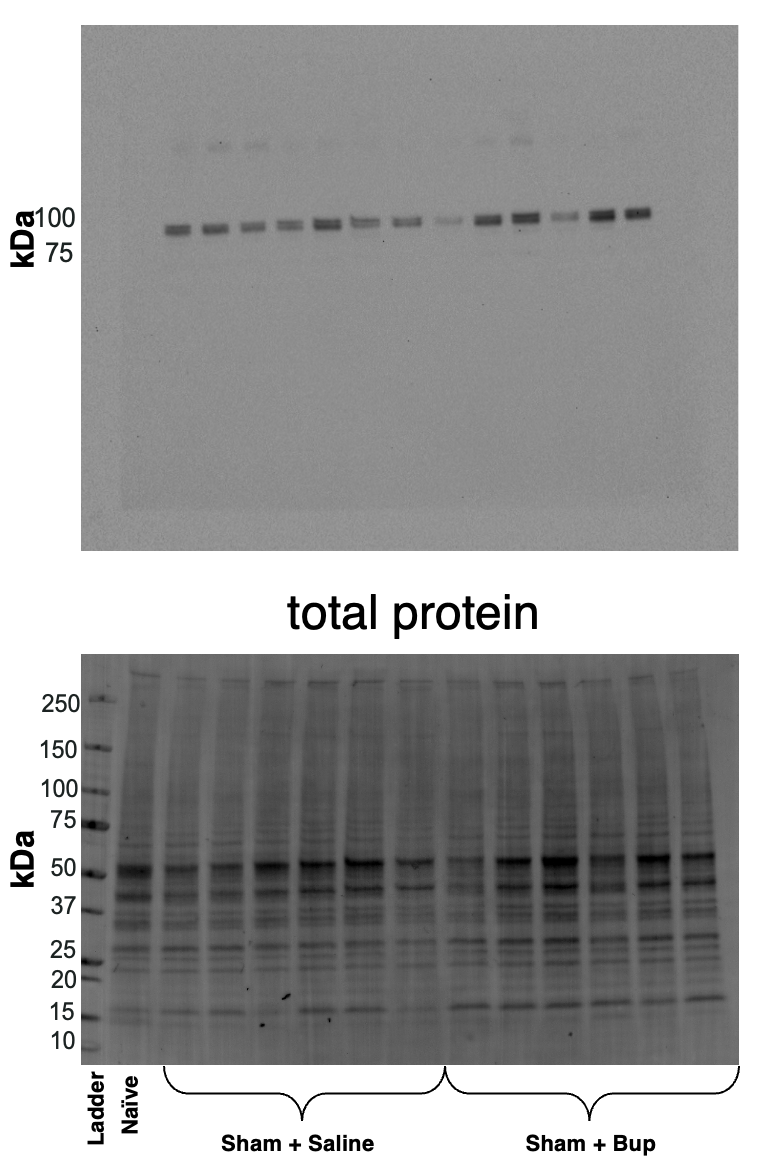 kDa
100
75
total protein
kDa
250
150
100
75
50
37
25
20
15
10
Ladder
Naïve
Sham + Saline
Sham + Bup